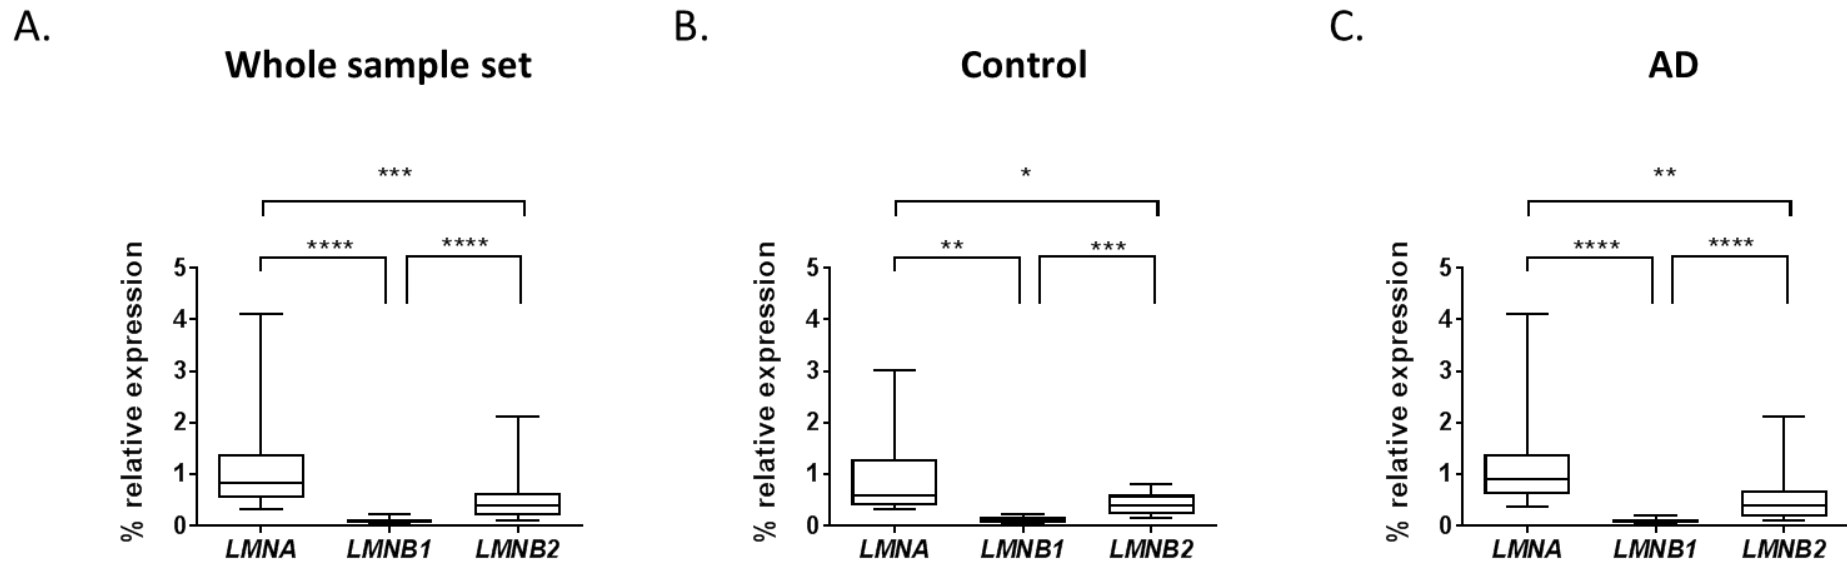 A.
Whole sample set
***
****
****
% relative expression
5
4
3
2
1
0
LMNA
LMNB1
LMNB2
B.
Control
*
**
***
% relative expression
5
4
3
2
1
0
LMNA
LMNB1
LMNB2
C.
AD
**
****
****
% relative expression
5
4
3
2
1
0
LMNA
LMNB1
LMNB2